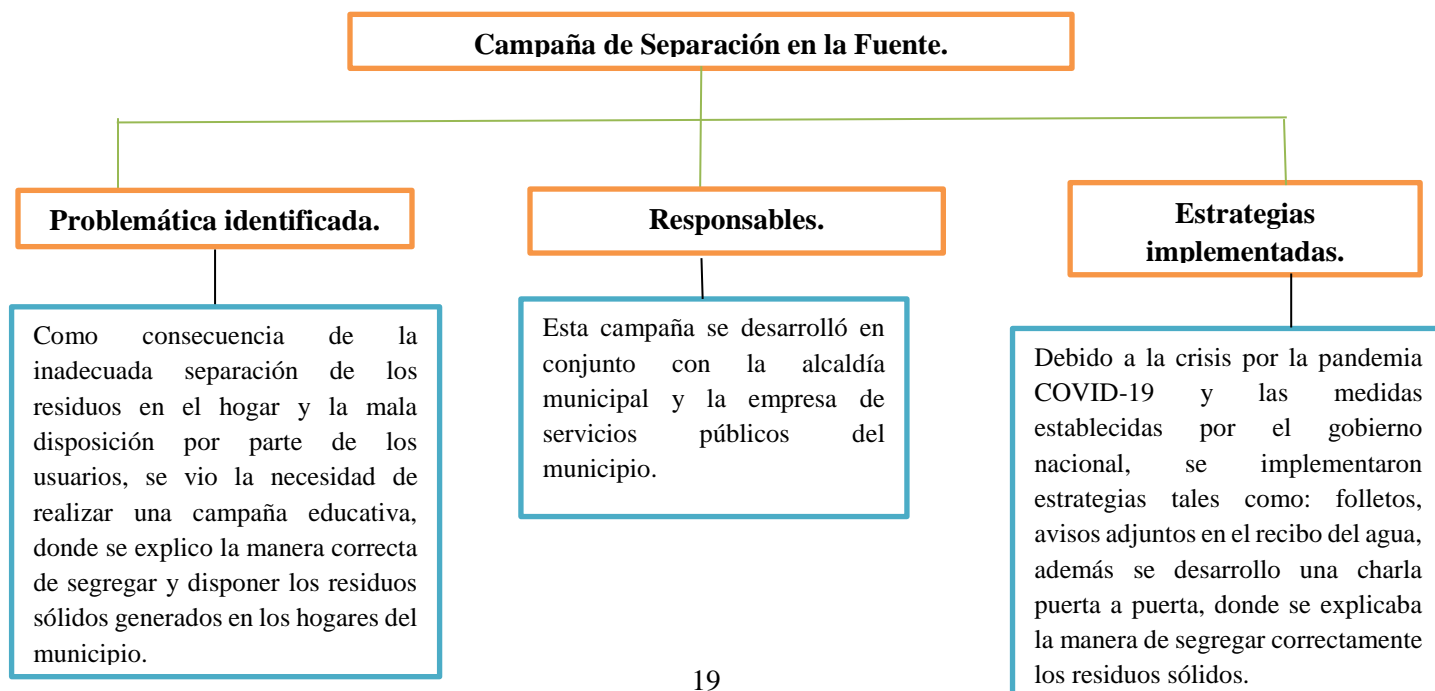 Campaña de Separación en la Fuente.
Problemática identificada.
Como consecuencia de la
inadecuada separación de los
residuos en el hogar y la mala
disposición por parte de los
usuarios, se vio la necesidad de
realizar una campaña educativa,
donde se explico la manera correcta
de segregar y disponer los residuos
sólidos generados en los hogares del
municipio.
Responsables.
Esta campaña se desarrolló en
conjunto con la alcaldía
municipal y la empresa de
servicios públicos del
municipio.
Estrategias
implementadas.
Debido a la crisis por la pandemia
COVID-19 y las medidas
establecidas por el gobierno
nacional, se implementaron
estrategias tales como: folletos,
avisos adjuntos en el recibo del agua,
además se desarrollo una charla
puerta a puerta, donde se explicaba
la manera de segregar correctamente
los residuos sólidos.
19